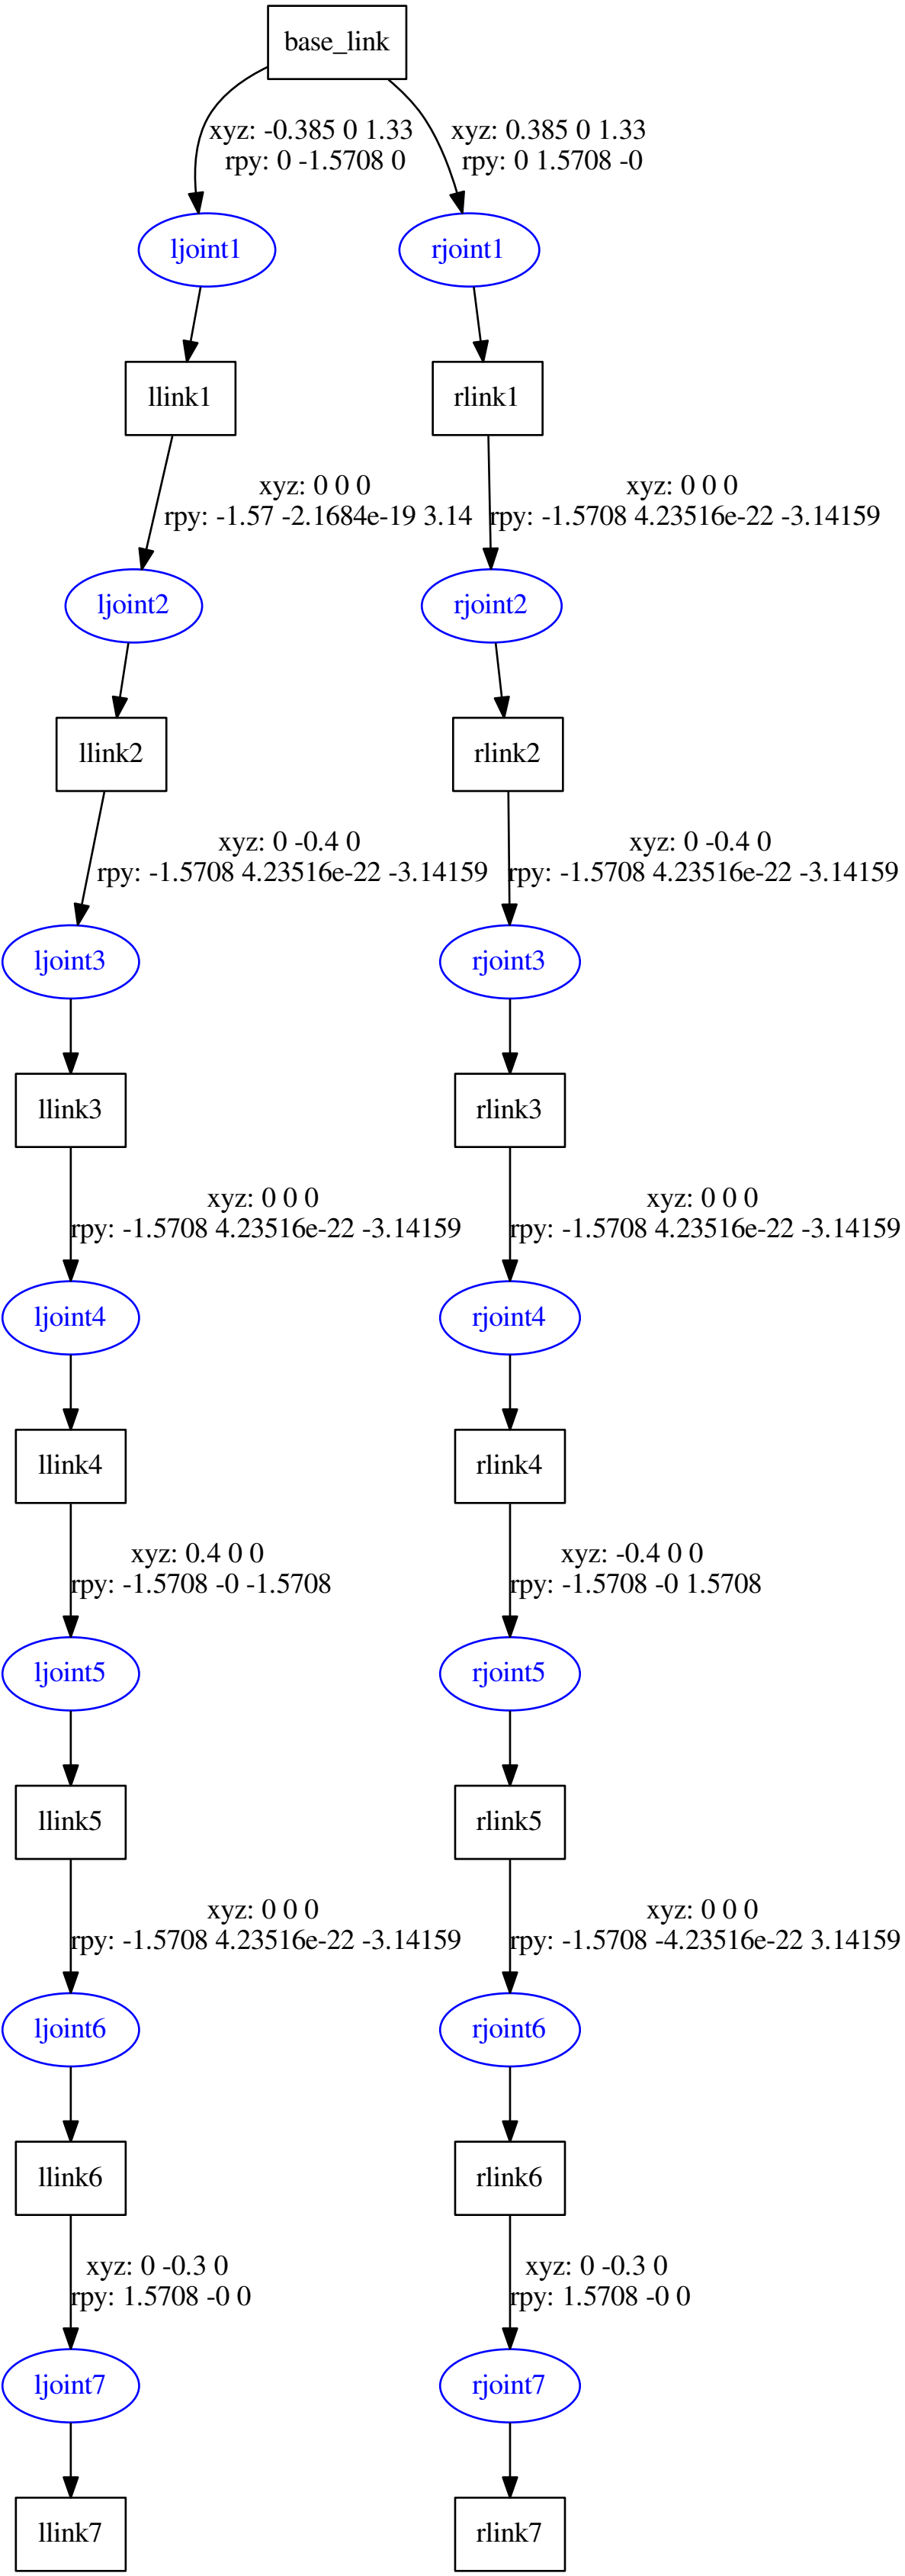 base_link
xyz: -0.385 0 1.33
rpy: 0 -1.5708 0
xyz: 0.385 0 1.33
rpy: 0 1.5708 -0
ljoint1
rjoint1
llink1
rlink1
xyz: 0 0 0
rpy: -1.57 -2.1684e-19 3.14
xyz: 0 0 0
rpy: -1.5708 4.23516e-22 -3.14159
ljoint2
rjoint2
llink2
rlink2
xyz: 0 -0.4 0
rpy: -1.5708 4.23516e-22 -3.14159
xyz: 0 -0.4 0
rpy: -1.5708 4.23516e-22 -3.14159
ljoint3
rjoint3
llink3
rlink3
xyz: 0 0 0
rpy: -1.5708 4.23516e-22 -3.14159
xyz: 0 0 0
rpy: -1.5708 4.23516e-22 -3.14159
ljoint4
rjoint4
llink4
rlink4
xyz: 0.4 0 0
rpy: -1.5708 -0 -1.5708
xyz: -0.4 0 0
rpy: -1.5708 -0 1.5708
ljoint5
rjoint5
llink5
rlink5
xyz: 0 0 0
rpy: -1.5708 4.23516e-22 -3.14159
xyz: 0 0 0
rpy: -1.5708 -4.23516e-22 3.14159
ljoint6
rjoint6
llink6
rlink6
xyz: 0 -0.3 0
rpy: 1.5708 -0 0
xyz: 0 -0.3 0
rpy: 1.5708 -0 0
ljoint7
rjoint7
llink7
rlink7